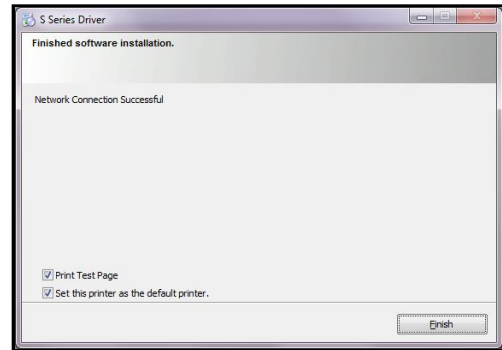 S Series Driver
Finished software installation.
Network Connection Successful
Print Test Page
Set this printer as the default printer.
Finish